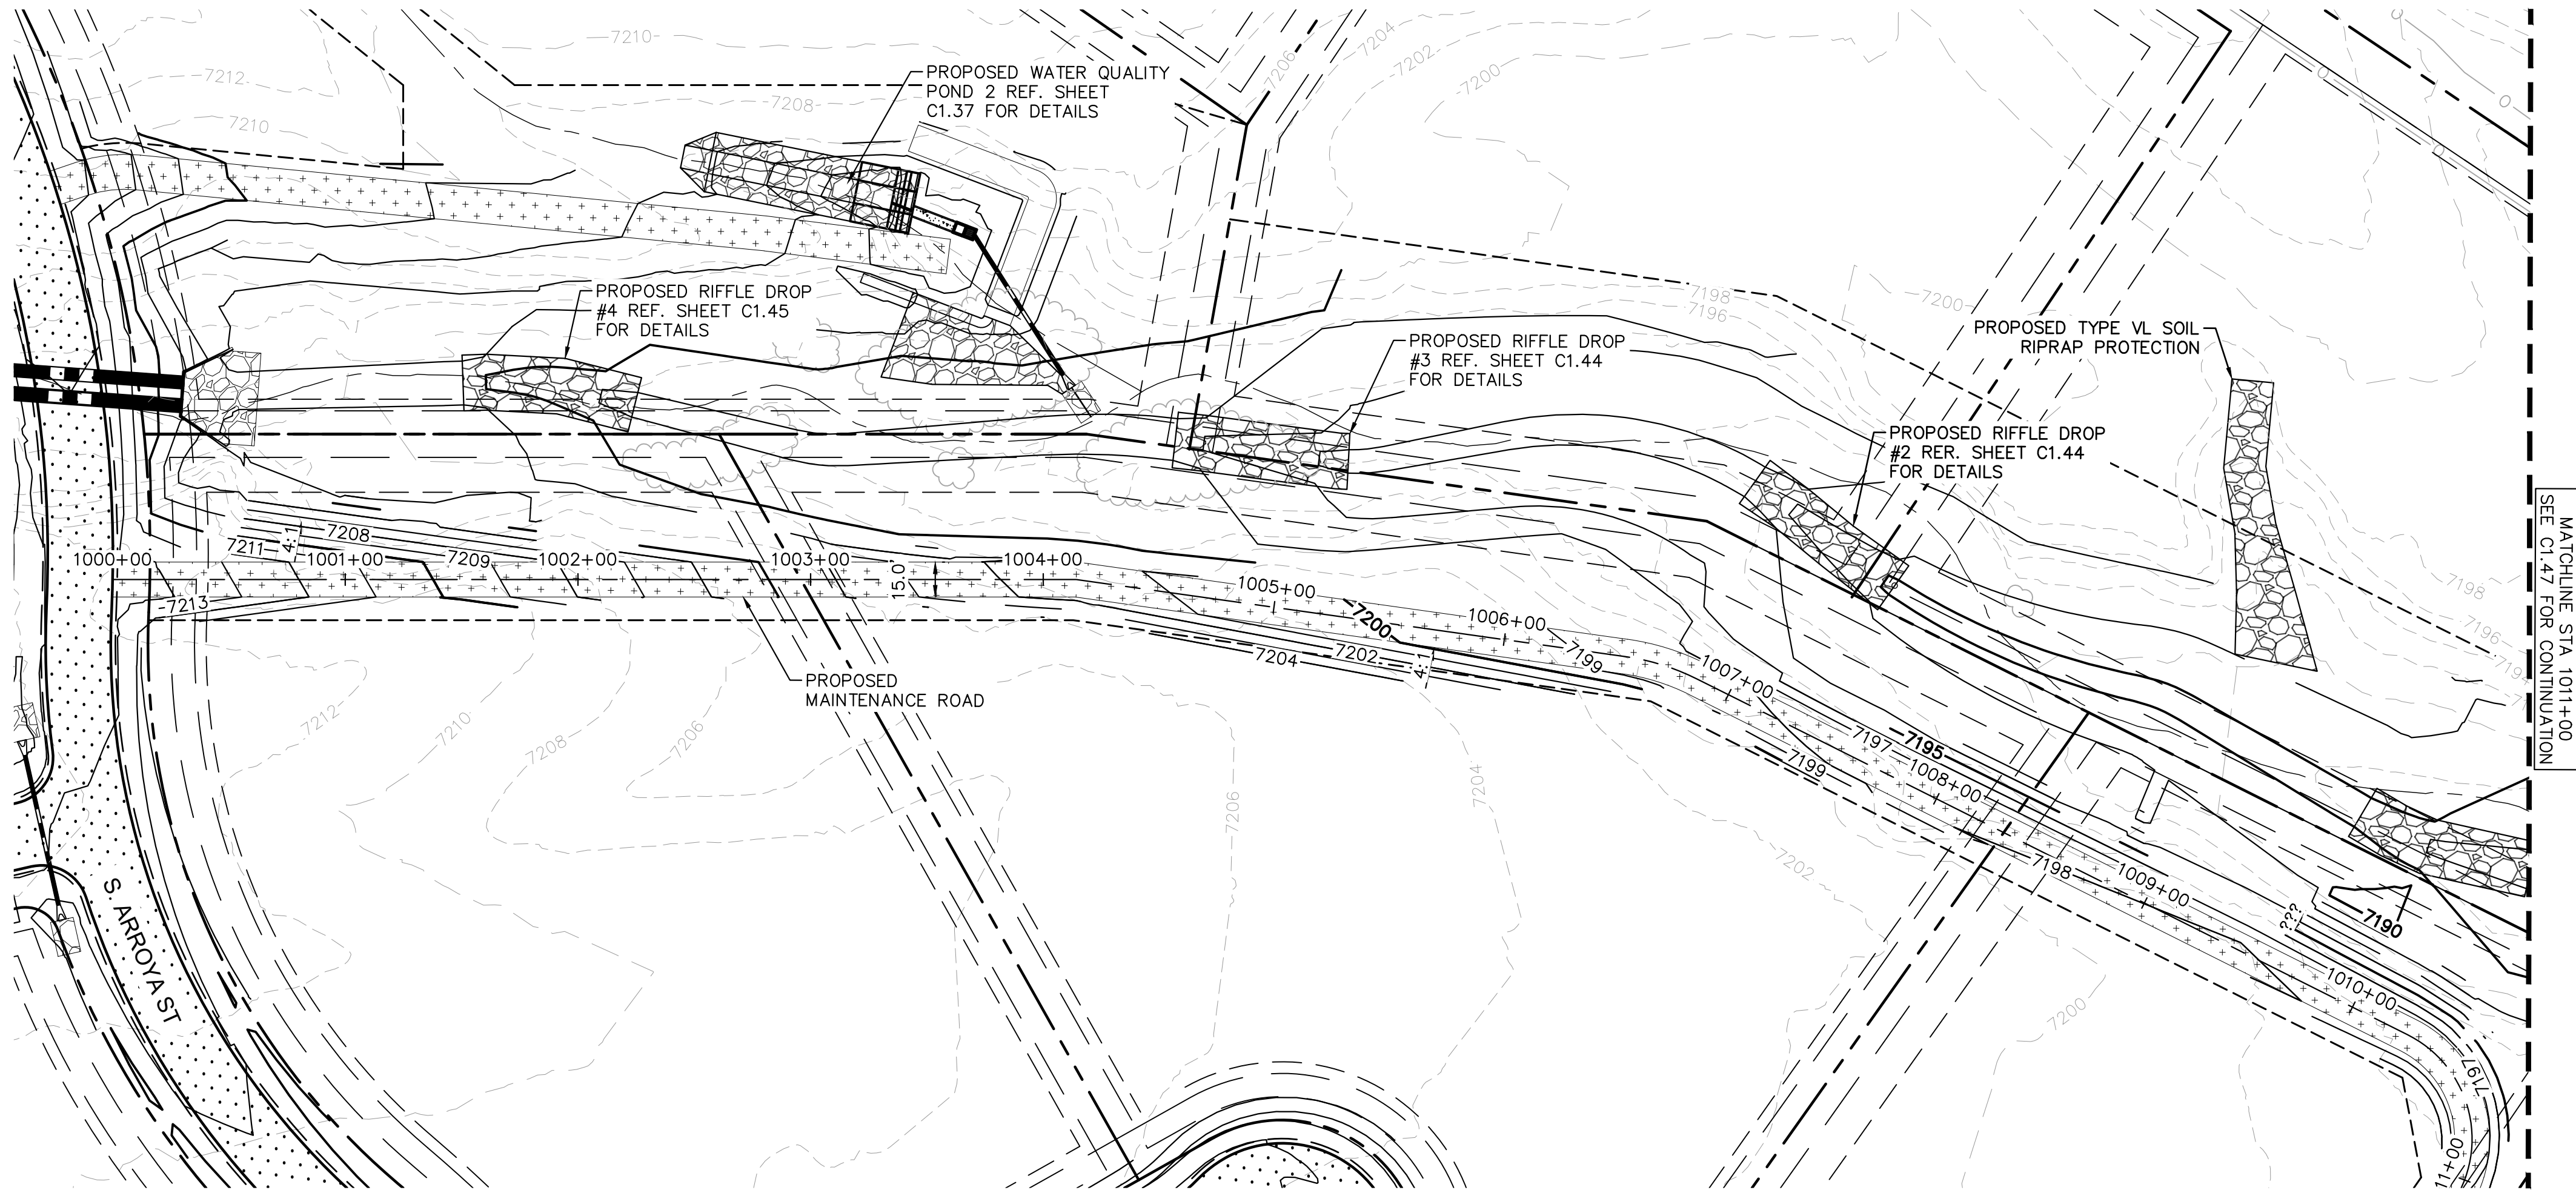 7210
7204
7206
7202
7200
7212
7208
7210
PROPOSED WATER QUALITY
POND 2 REF. SHEET
C1.37 FOR DETAILS
PROPOSED RIFFLE DROP
#4 REF. SHEET C1.45
FOR DETAILS
7198
7196
7200
PROPOSED TYPE VL SOIL
RIPRAP PROTECTION
PROPOSED RIFFLE DROP
#3 REF. SHEET C1.44
FOR DETAILS
PROPOSED RIFFLE DROP
#2 RER. SHEET C1.44
FOR DETAILS
MATCHLINE STA 1011+00
SEE C1.47 FOR CONTINUATION
4:1
7208
7211
7209
1000+00
1001+00
1002+00
1003+00
1004+00
15.0'
7213
1005+00
1006+00
7200
7199
7204
7202
4:1
7198
7196
PROPOSED
MAINTENANCE ROAD
1007+00
7197
7195
7199
1008+00
7212
7210
7208
7206
7206
7204
7202
7198
1009+00
???
7190
1010+00
7200
7197
11+00
S. ARROYA ST
0
0
0